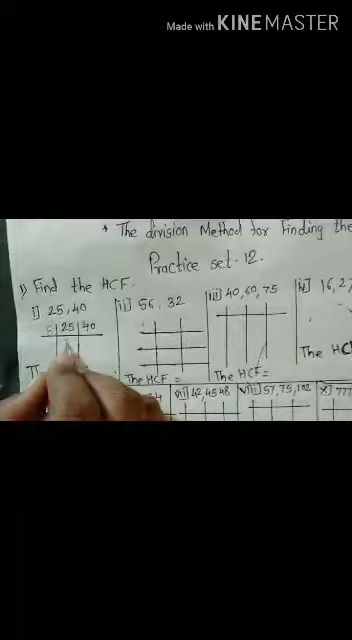 Made with KINEMASTER
* The division Method for Finding the
Practice set-12.
1) Find the HCF.
i] 25,40
5 25 40
ii] 56, 32
The HCF =
iii] 40,60,75
The HCF=
iv] 16,2
The HC
vii] 42,45 48
viii] 57,75,102
x] 777